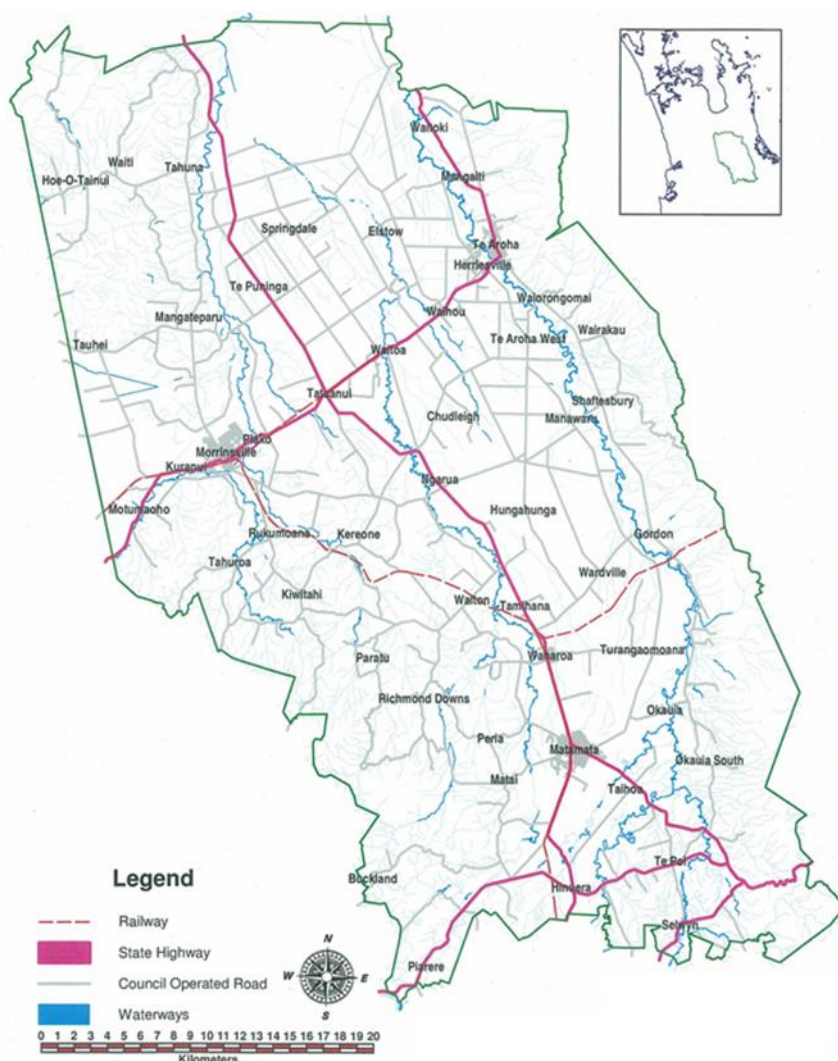 Waihoki
Mangaiti
Waiti
Tahuna
Hoe-O-Tainui
Springdale
Elstow
Te Aroha
Herriesville
Te Puninga
Waiorongomai
Mangateparu
Waihou
Wairakau
Tauhei
Waitoa
Te Aroha West
Tatuanui
Shaftesbury
Chudleigh
Manawaru
Piako
Morrinsville
Kuranui
Ngarua
Motumaoho
Hungahunga
Rukumoana
Kereone
Gordon
Tahuroa
Wardville
Kiwitahi
Walton
Tamihana
Paratu
Waharoa
Turangaomoana
Richmond Downs
Okauia
Peria
Matamata
Okauia South
Matai
Taihoa
Te Poi
Buckland
Hinuera
Selwyn
Piarere
Legend
Railway
State Highway
Council Operated Road
Waterways
N
W
E
S
0 1 2 3 4 5 6 7 8 9 10 11 12 13 14 15 16 17 18 19 20
Kilometers